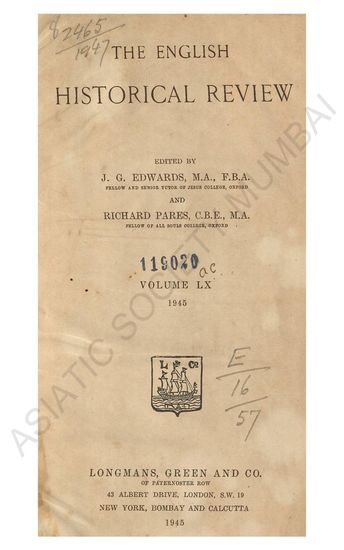 82465
1947
THE ENGLISH
HISTORICAL REVIEW
EDITED BY
J. G. EDWARDS, M.A., F.B.A.
FELLOW AND SENIOR TUTOR OF JESUS COLLEGE, OXFORD
AND
RICHARD PARES, C.B.E., M.A.
FELLOW OF ALL SOULS COLLEGE, OXFORD
119020 ac.
VOLUME LX
1945
L Co
E
16
57
LONGMANS, GREEN AND CO.
OF PATERNOSTER ROW
43 ALBERT DRIVE, LONDON, S.W. 19
NEW YORK, BOMBAY AND CALCUTTA
1945
ASIATIC SOCIETY MUMBAI